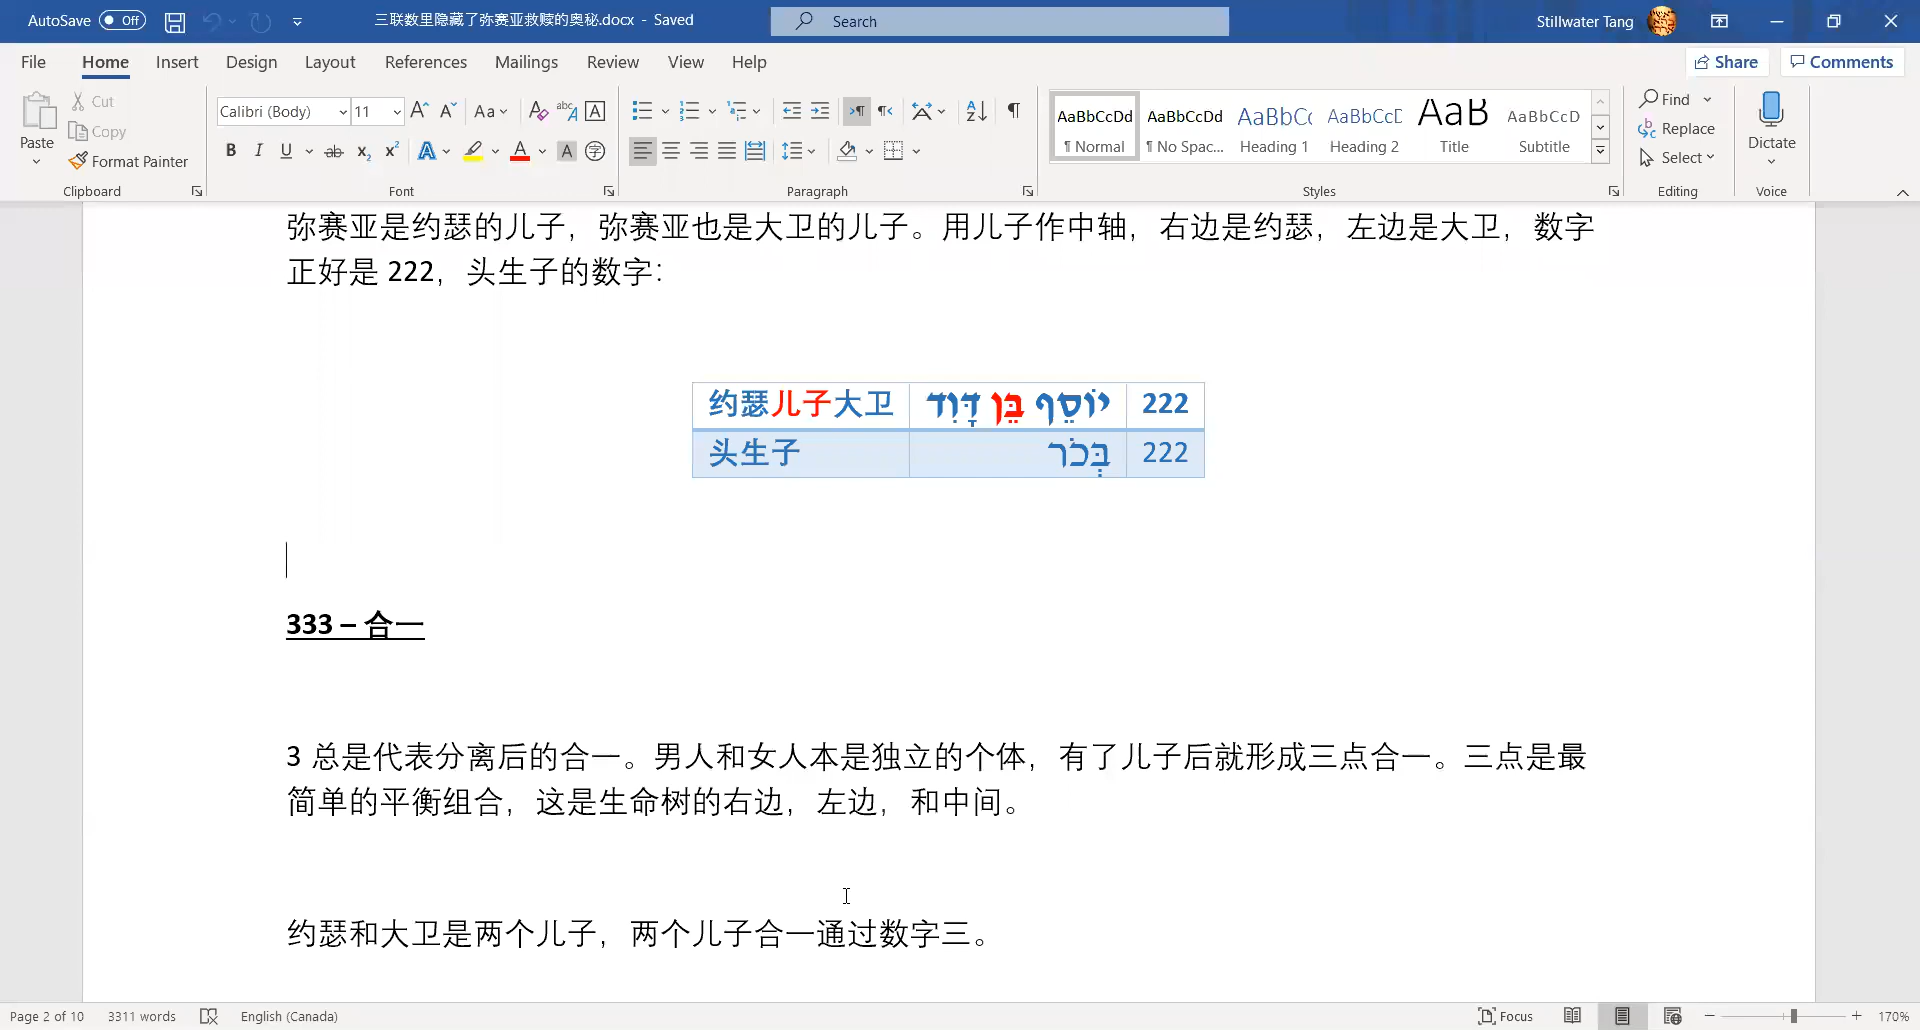 AutoSave Off 三联数里隐藏了弥赛亚救赎的奥秘.docx - Saved Search Stillwater Tang
File Home Insert Design Layout References Mailings Review View Help Share Comments
Paste Cut Copy Format Painter
Calibri (Body) 11
AaBbCcDd AaBbCcDd AaBbCc AaBbCcE AaB AaBbCcD
¶ Normal ¶ No Spac... Heading 1 Heading 2 Title Subtitle
Find Replace Select
Dictate
Clipboard Font Paragraph Styles Editing Voice
弥赛亚是约瑟的儿子，弥赛亚也是大卫的儿子。用儿子作中轴，右边是约瑟，左边是大卫，数字
正好是 222，头生子的数字：
约瑟儿子大卫 יוֹסֵף בֵּן דָּוִד 222
头生子 בְּכֹר 222
333 – 合一
3 总是代表分离后的合一。男人和女人本是独立的个体，有了儿子后就形成三点合一。三点是最
简单的平衡组合，这是生命树的右边，左边，和中间。
约瑟和大卫是两个儿子，两个儿子合一通过数字三。
Page 2 of 10 3311 words English (Canada) Focus 170%